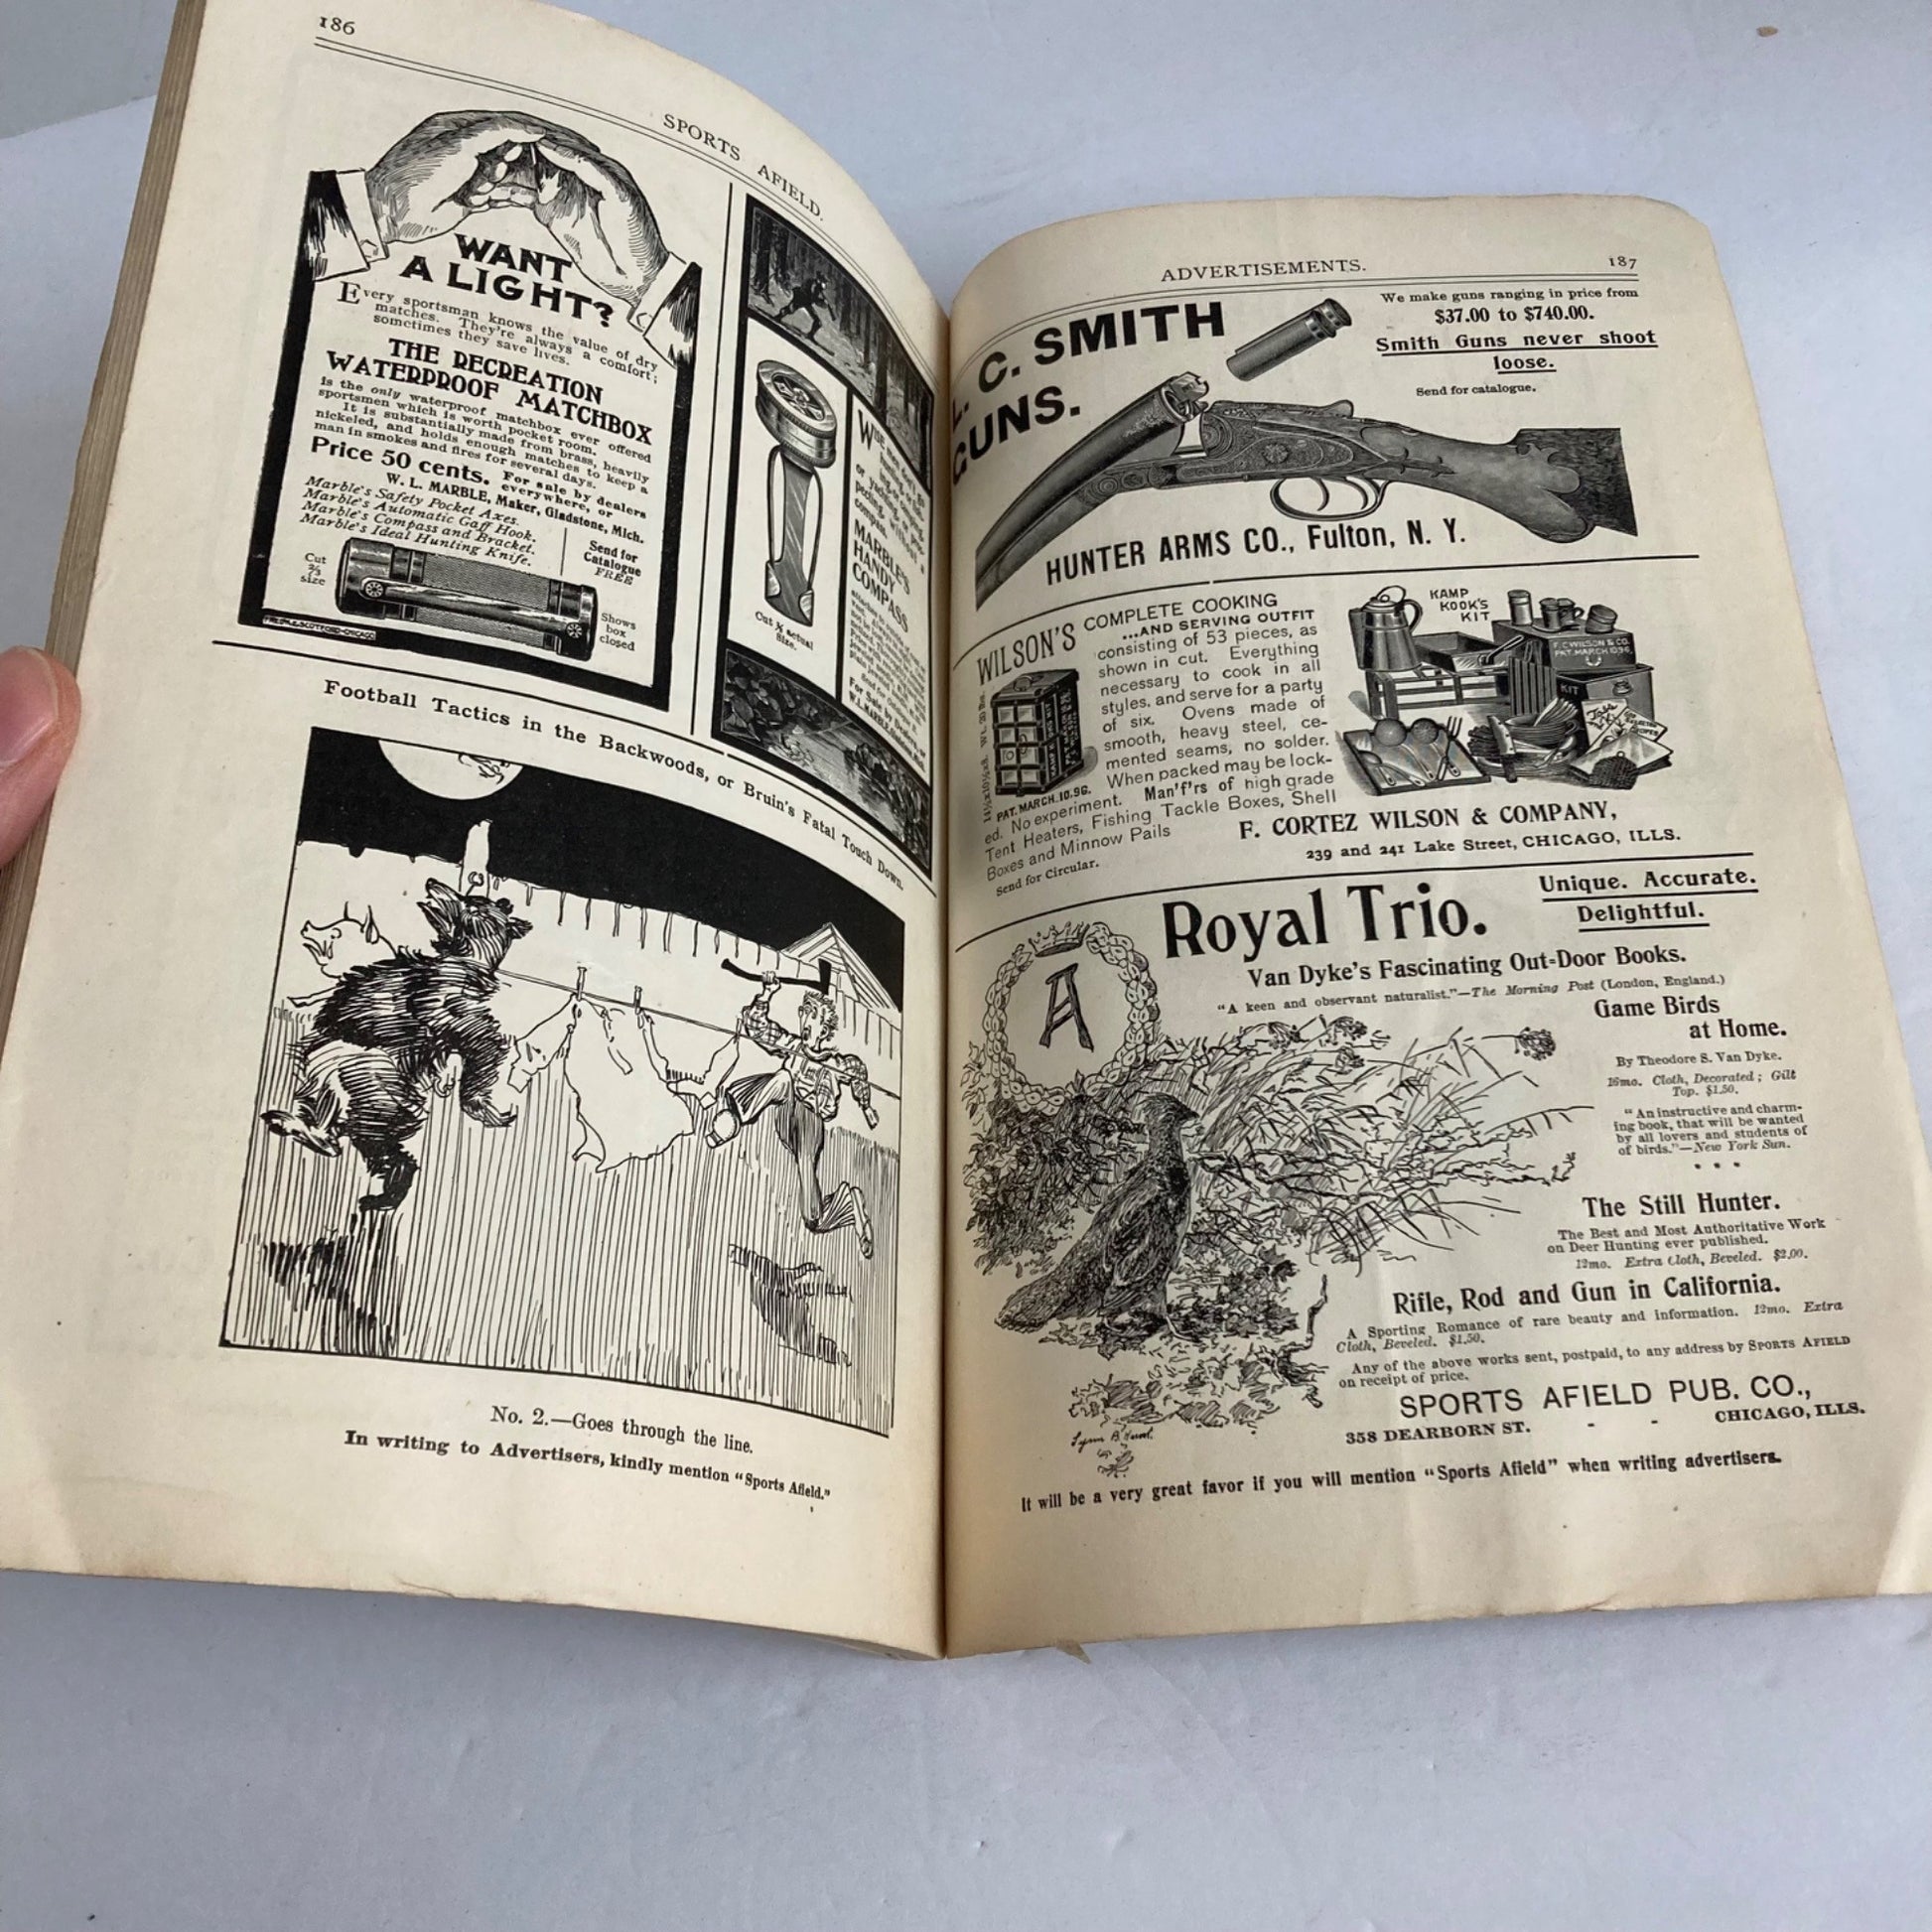 186
SPORTS AFIELD.
WANT
A LIGHT?
Every sportsman knows the value of dry
matches. They're always a comfort;
sometimes they save lives.
THE RECREATION
WATERPROOF MATCHBOX
is the only waterproof matchbox ever offered
sportsmen which is worth pocket room.
It is substantially made from brass, heavily
nickeled, and holds enough matches to keep a
man in smokes and fires for several days.
Price 50 cents. For sale by dealers
everywhere, or
W. L. MARBLE, Maker, Gladstone, Mich.
Marble's Safety Pocket Axes.
Marble's Automatic Gaff Hook.
Marble's Compass and Bracket.
Marble's Ideal Hunting Knife.
Send for
Catalogue
FREE
Cut
⅔
size
Shows
box
closed
compass.
MARBLE'S
HANDY
COMPASS
Cut ¾ actual
size.
For Sale by Dealers, or
Football Tactics in the Backwoods, or Bruin's Fatal Touch Down.
No. 2.—Goes through the line.
In writing to Advertisers, kindly mention "Sports Afield."
ADVERTISEMENTS.
187
L. C. SMITH
GUNS.
We make guns ranging in price from
$37.00 to $740.00.
Smith Guns never shoot
loose.
Send for catalogue.
HUNTER ARMS CO., Fulton, N. Y.
WILSON'S COMPLETE COOKING
...AND SERVING OUTFIT
consisting of 53 pieces, as
shown in cut. Everything
necessary to cook in all
styles, and serve for a party
of six. Ovens made of
smooth, heavy steel, ce-
mented seams, no solder.
When packed may be lock-
PAT. MARCH.10.96.
ed. No experiment. Man'f'rs of high grade
Tent Heaters, Fishing Tackle Boxes, Shell
Boxes and Minnow Pails
Send for Circular.
KAMP
KOOK'S
KIT
F.C.WILSON & CO.
PAT. MARCH 10.96.
KIT
F. CORTEZ WILSON & COMPANY,
239 and 241 Lake Street, CHICAGO, ILLS.
Royal Trio.
Unique. Accurate.
Delightful.
Van Dyke's Fascinating Out-Door Books.
"A keen and observant naturalist."—The Morning Post (London, England.)
A
Game Birds
at Home.
By Theodore S. Van Dyke.
16mo. Cloth, Decorated; Gilt
Top. $1.50.
"An instructive and charm-
ing book, that will be wanted
by all lovers and students of
of birds."—New York Sun.
* * *
The Still Hunter.
The Best and Most Authoritative Work
on Deer Hunting ever published.
12mo. Extra Cloth, Beveled. $2.00.
Rifle, Rod and Gun in California.
A Sporting Romance of rare beauty and information. 12mo. Extra
Cloth, Beveled. $1.50.
Any of the above works sent, postpaid, to any address by SPORTS AFIELD
on receipt of price.
SPORTS AFIELD PUB. CO.,
358 DEARBORN ST. - - CHICAGO, ILLS.
It will be a very great favor if you will mention "Sports Afield" when writing advertisers.